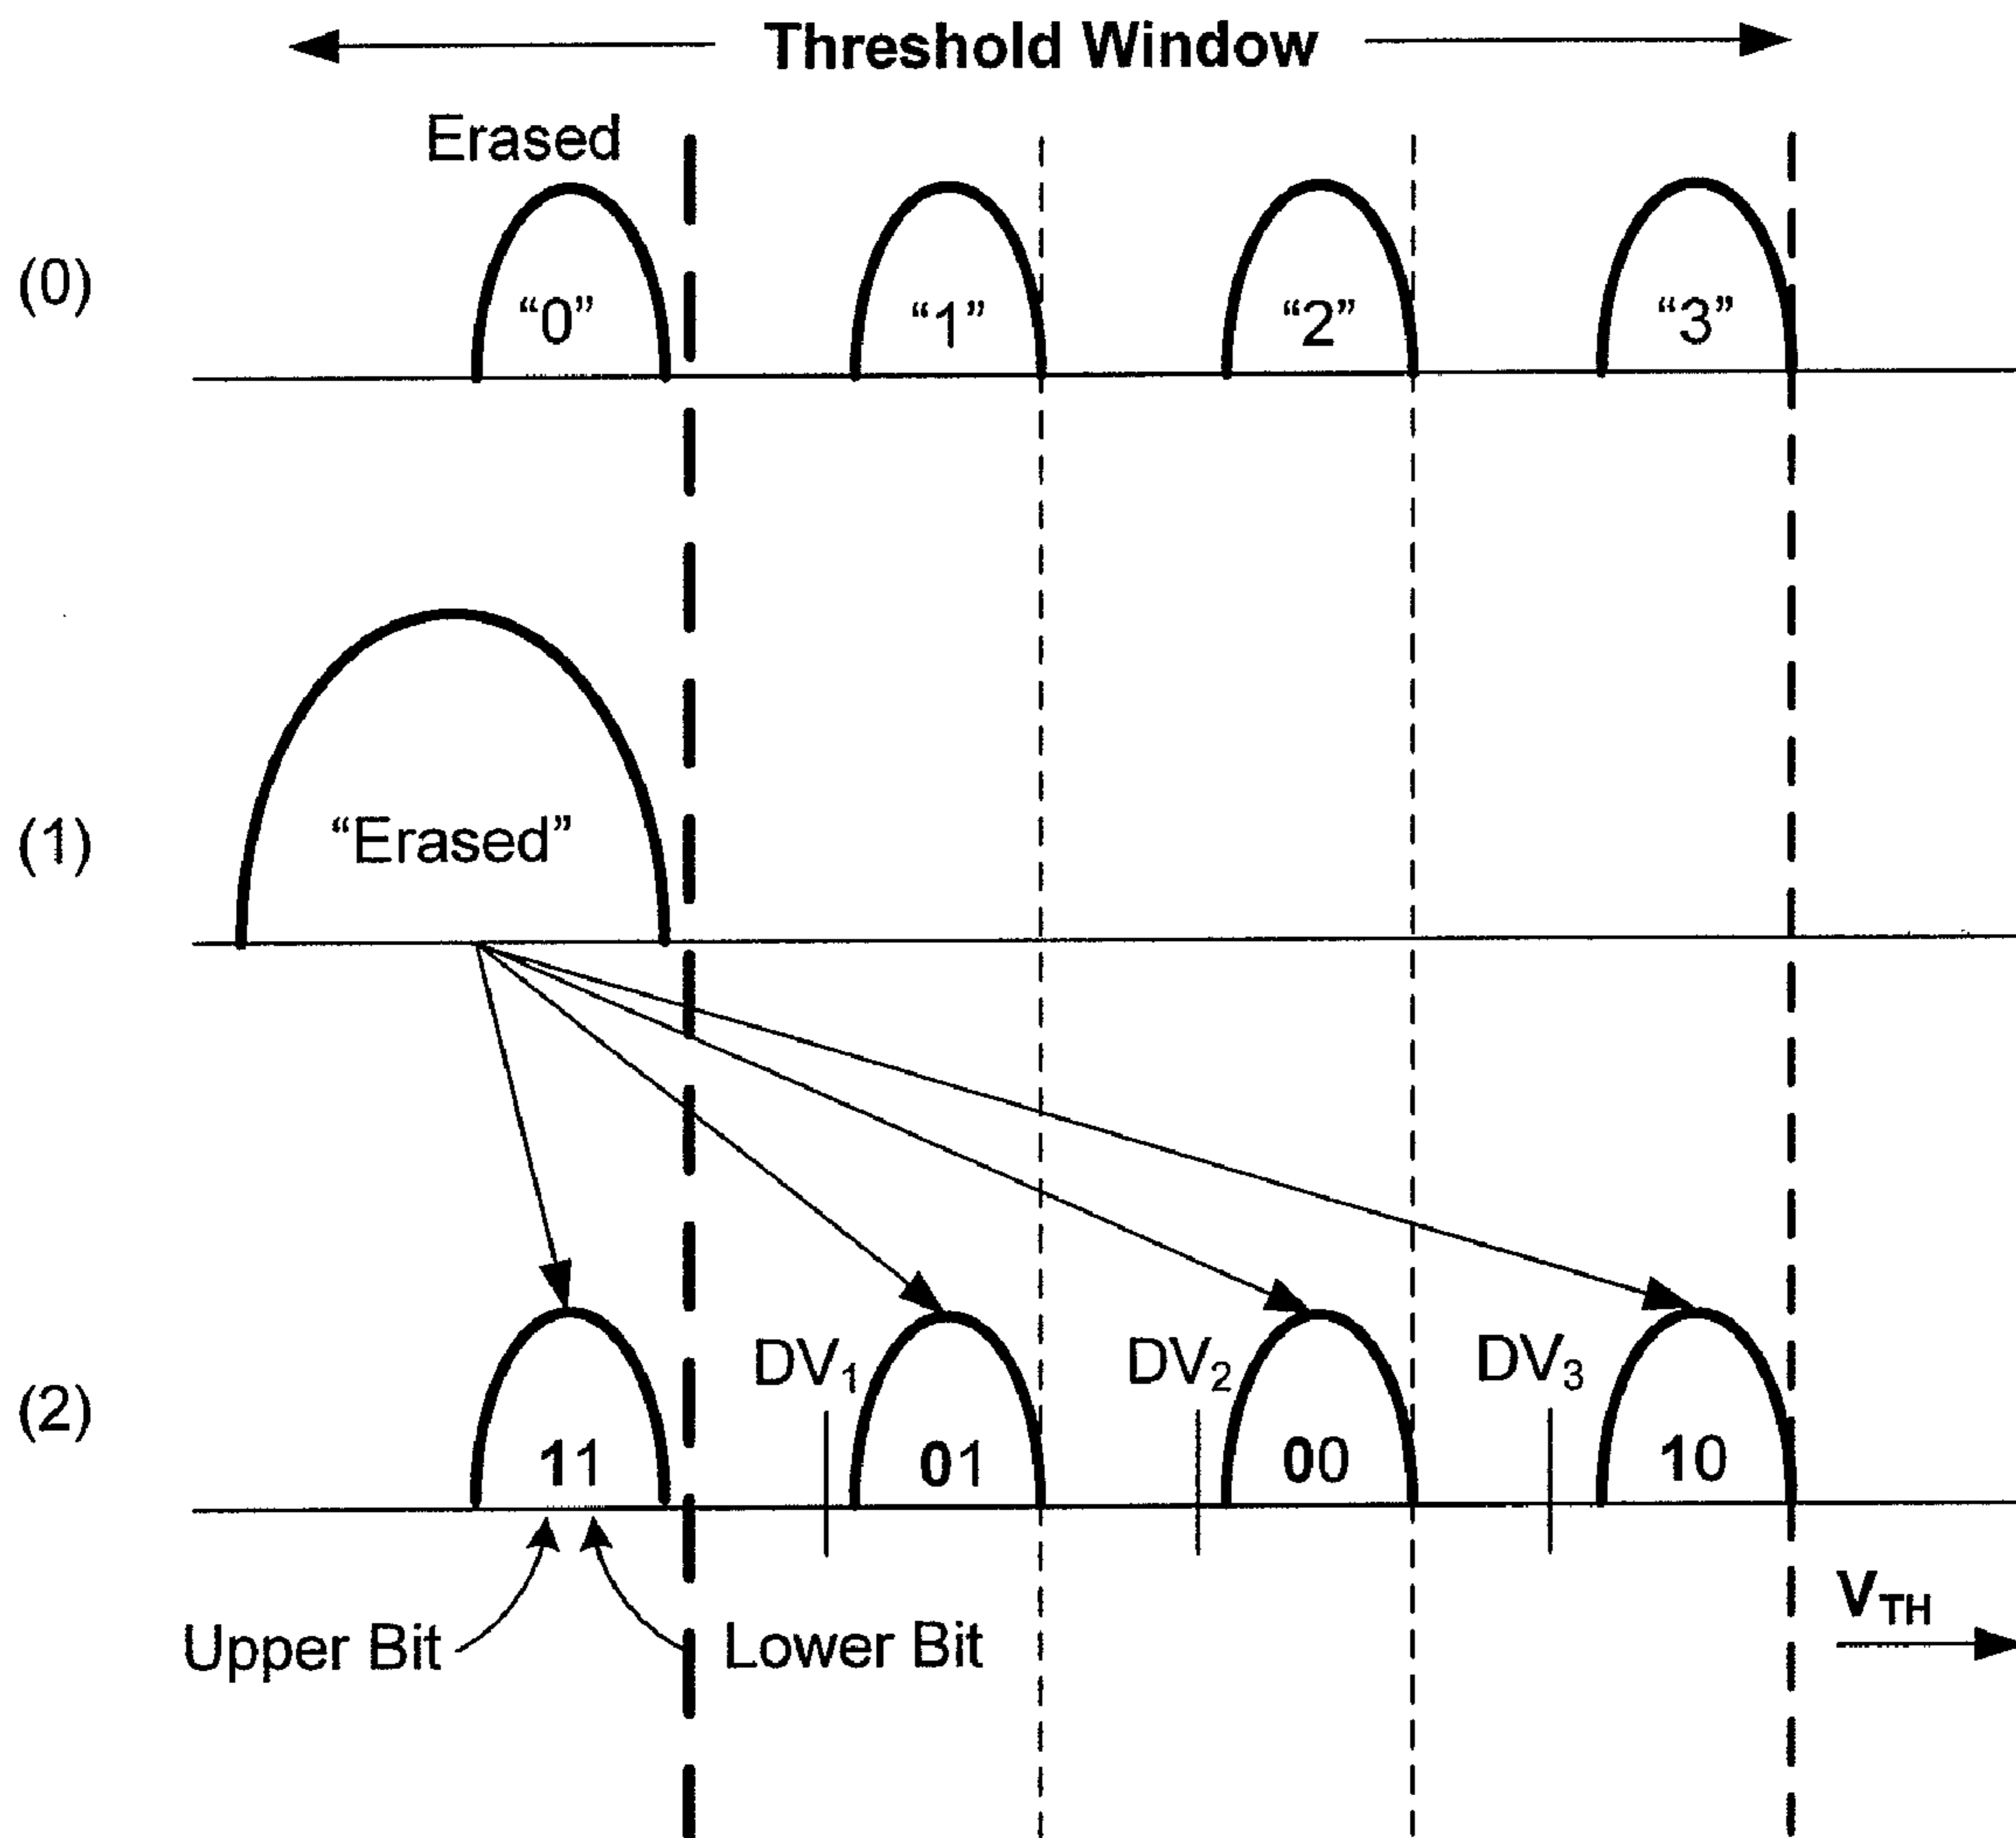 Threshold Window
Erased
(0) “0” “1” “2” “3”
(1) “Erased”
DV1 DV2 DV3
(2) 11 01 00 10
VTH
Upper Bit Lower Bit